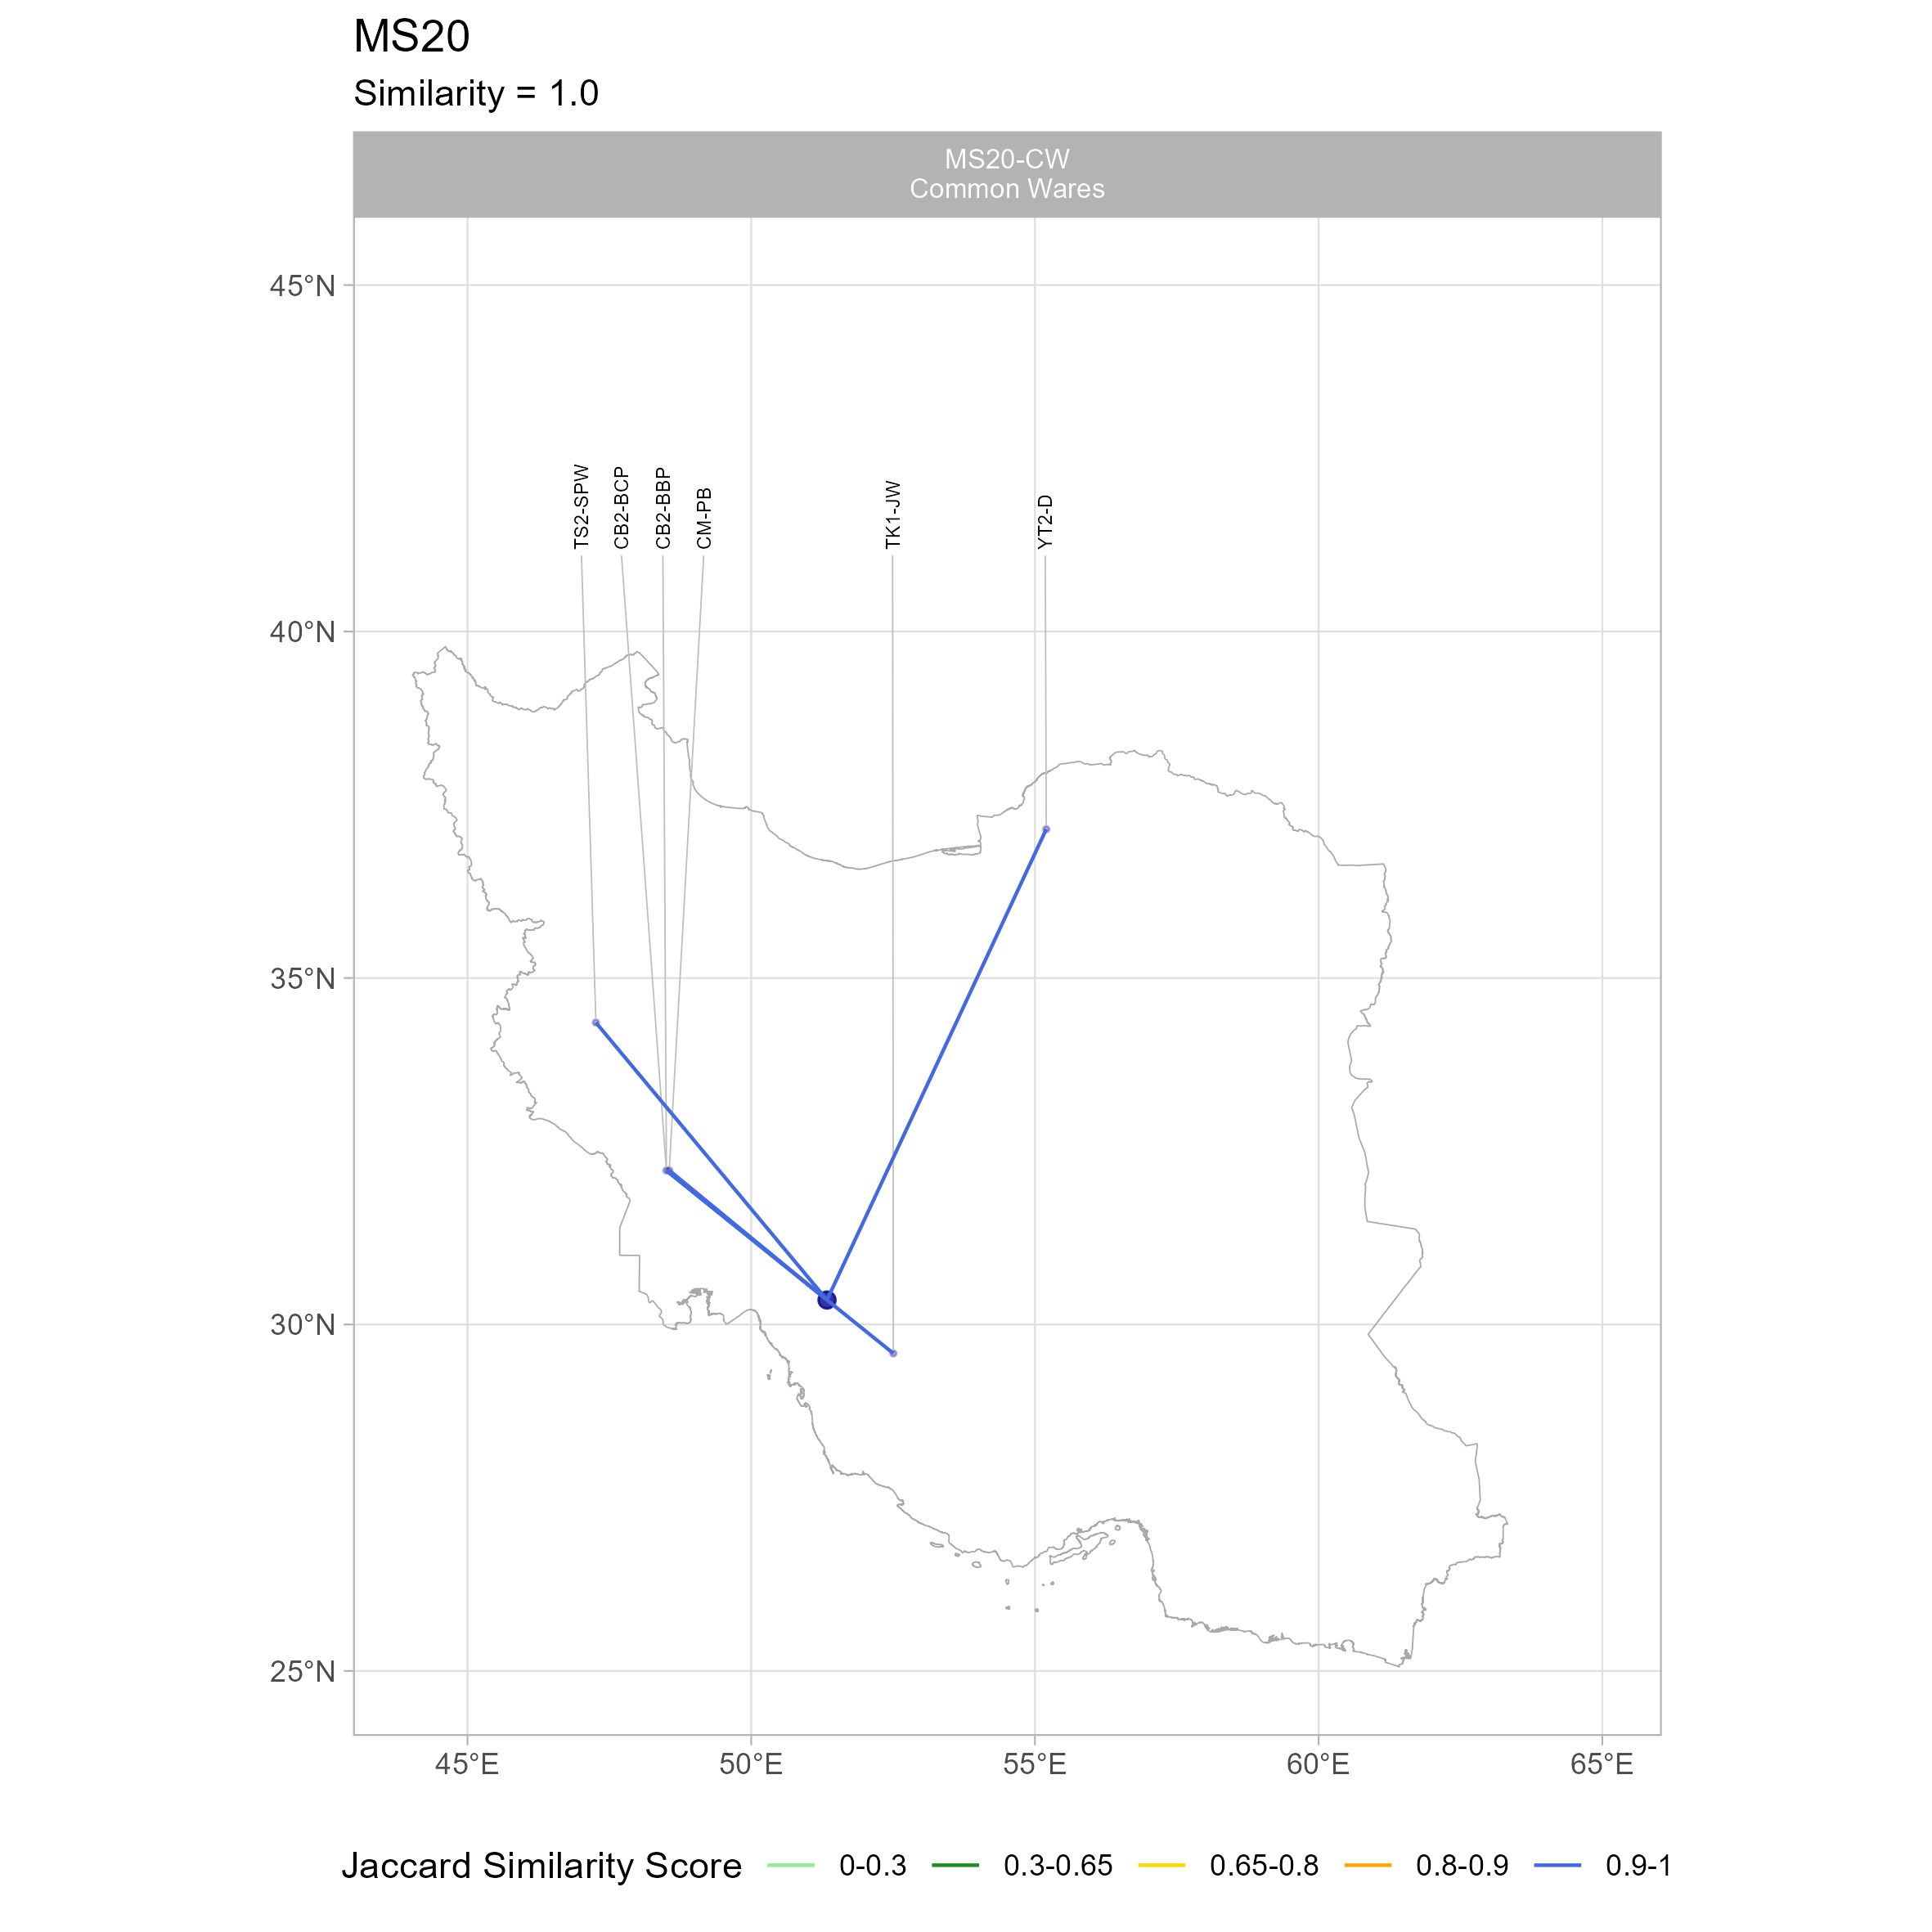 MS20
Similarity = 1.0
MS20-CW
Common Wares
45°N
40°N
35°N
30°N
25°N
TS2-SPW
CB2-BCP
CB2-BBP
CM-PB
TK1-JW
YT2-D
45°E
50°E
55°E
60°E
65°E
Jaccard Similarity Score 0-0.3 0.3-0.65 0.65-0.8 0.8-0.9 0.9-1